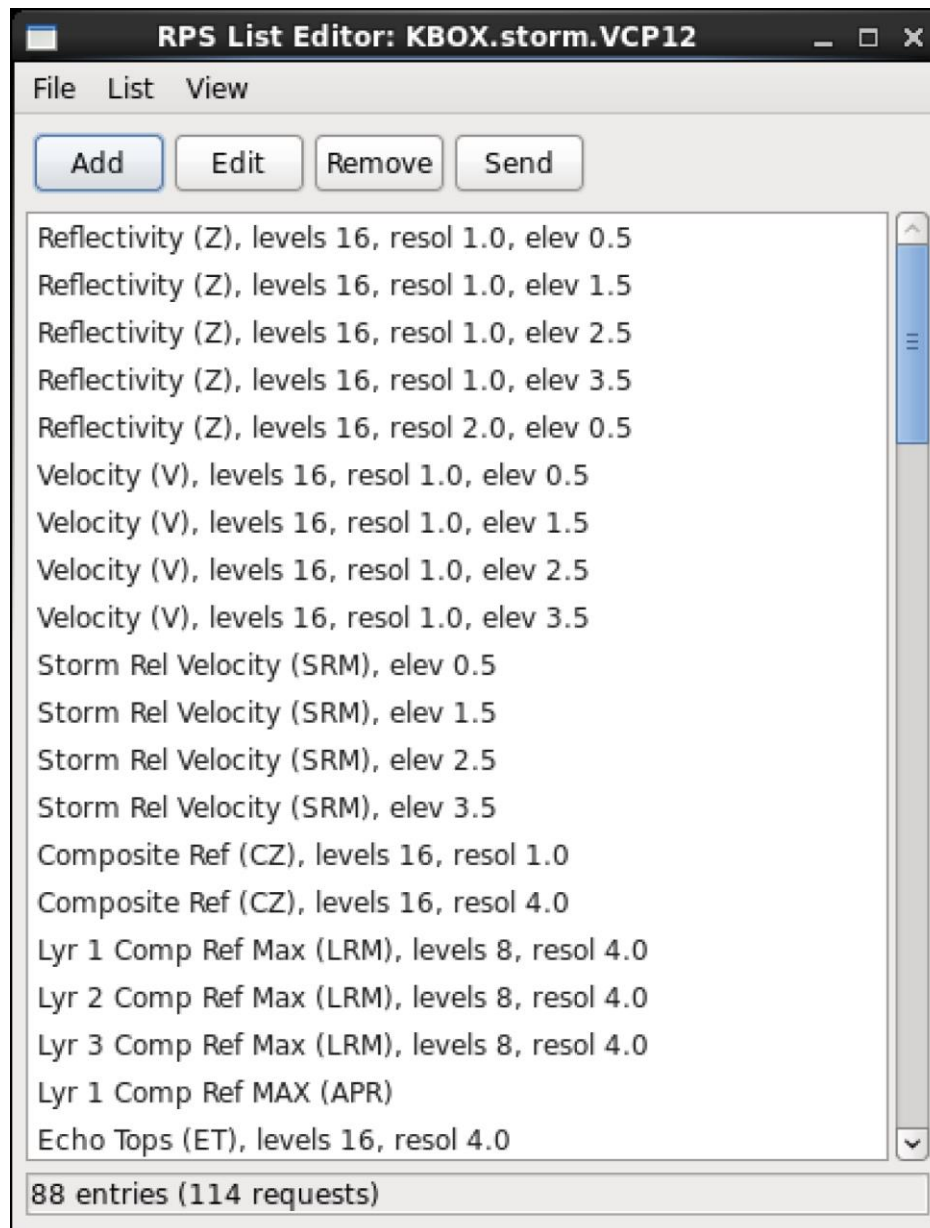 RPS List Editor: KBOX.storm.VCP12
File List View
Add Edit Remove Send
Reflectivity (Z), levels 16, resol 1.0, elev 0.5
Reflectivity (Z), levels 16, resol 1.0, elev 1.5
Reflectivity (Z), levels 16, resol 1.0, elev 2.5
Reflectivity (Z), levels 16, resol 1.0, elev 3.5
Reflectivity (Z), levels 16, resol 2.0, elev 0.5
Velocity (V), levels 16, resol 1.0, elev 0.5
Velocity (V), levels 16, resol 1.0, elev 1.5
Velocity (V), levels 16, resol 1.0, elev 2.5
Velocity (V), levels 16, resol 1.0, elev 3.5
Storm Rel Velocity (SRM), elev 0.5
Storm Rel Velocity (SRM), elev 1.5
Storm Rel Velocity (SRM), elev 2.5
Storm Rel Velocity (SRM), elev 3.5
Composite Ref (CZ), levels 16, resol 1.0
Composite Ref (CZ), levels 16, resol 4.0
Lyr 1 Comp Ref Max (LRM), levels 8, resol 4.0
Lyr 2 Comp Ref Max (LRM), levels 8, resol 4.0
Lyr 3 Comp Ref Max (LRM), levels 8, resol 4.0
Lyr 1 Comp Ref MAX (APR)
Echo Tops (ET), levels 16, resol 4.0
88 entries (114 requests)